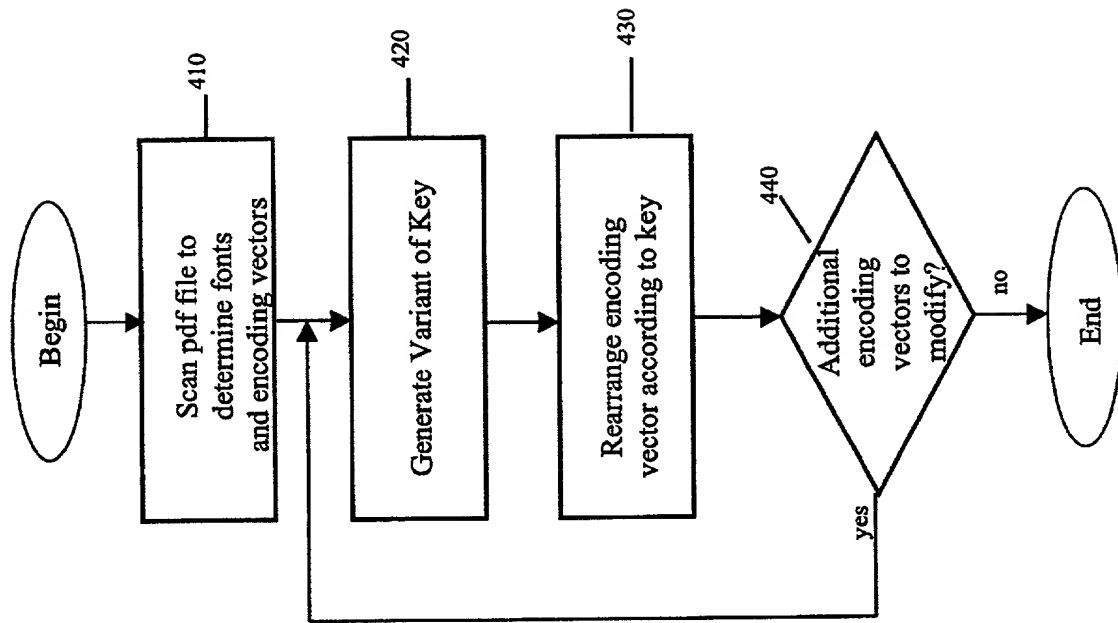 Begin
410
Scan pdf file to
determine fonts
and encoding vectors
420
Generate Variant of Key
430
Rearrange encoding
vector according to key
440
Additional
encoding
vectors to
modify?
yes
no
End